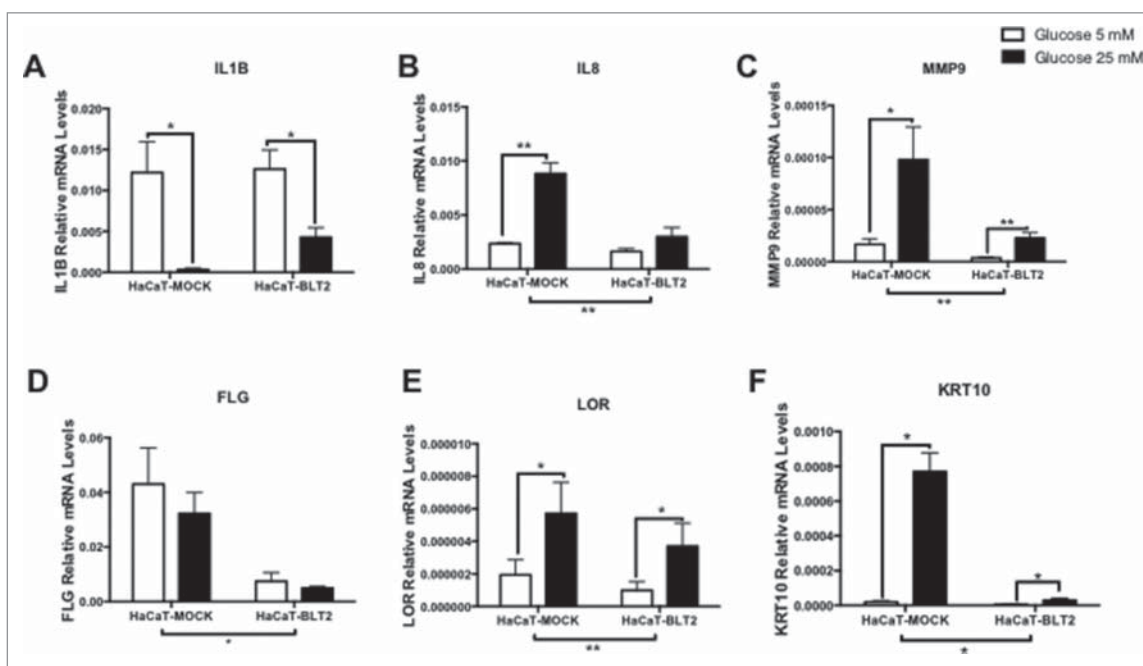 Glucose 5 mM
Glucose 25 mM
A
IL1B
IL1B Relative mRNA Levels
0.020
0.015
0.010
0.005
0.000
*
*
HaCaT-MOCK HaCaT-BLT2
B
IL8
IL8 Relative mRNA Levels
0.015
0.010
0.005
0.000
**
HaCaT-MOCK HaCaT-BLT2
**
C
MMP9
MMP9 Relative mRNA Levels
0.00015
0.00010
0.00005
0.00000
*
**
HaCaT-MOCK HaCaT-BLT2
**
D
FLG
FLG Relative mRNA Levels
0.06
0.04
0.02
0.00
HaCaT-MOCK HaCaT-BLT2
*
E
LOR
LOR Relative mRNA Levels
0.000010
0.000008
0.000006
0.000004
0.000002
0.000000
*
*
HaCaT-MOCK HaCaT-BLT2
**
F
KRT10
KRT10 Relative mRNA Levels
0.0010
0.0008
0.0006
0.0004
0.0002
0.0000
*
*
HaCaT-MOCK HaCaT-BLT2
*